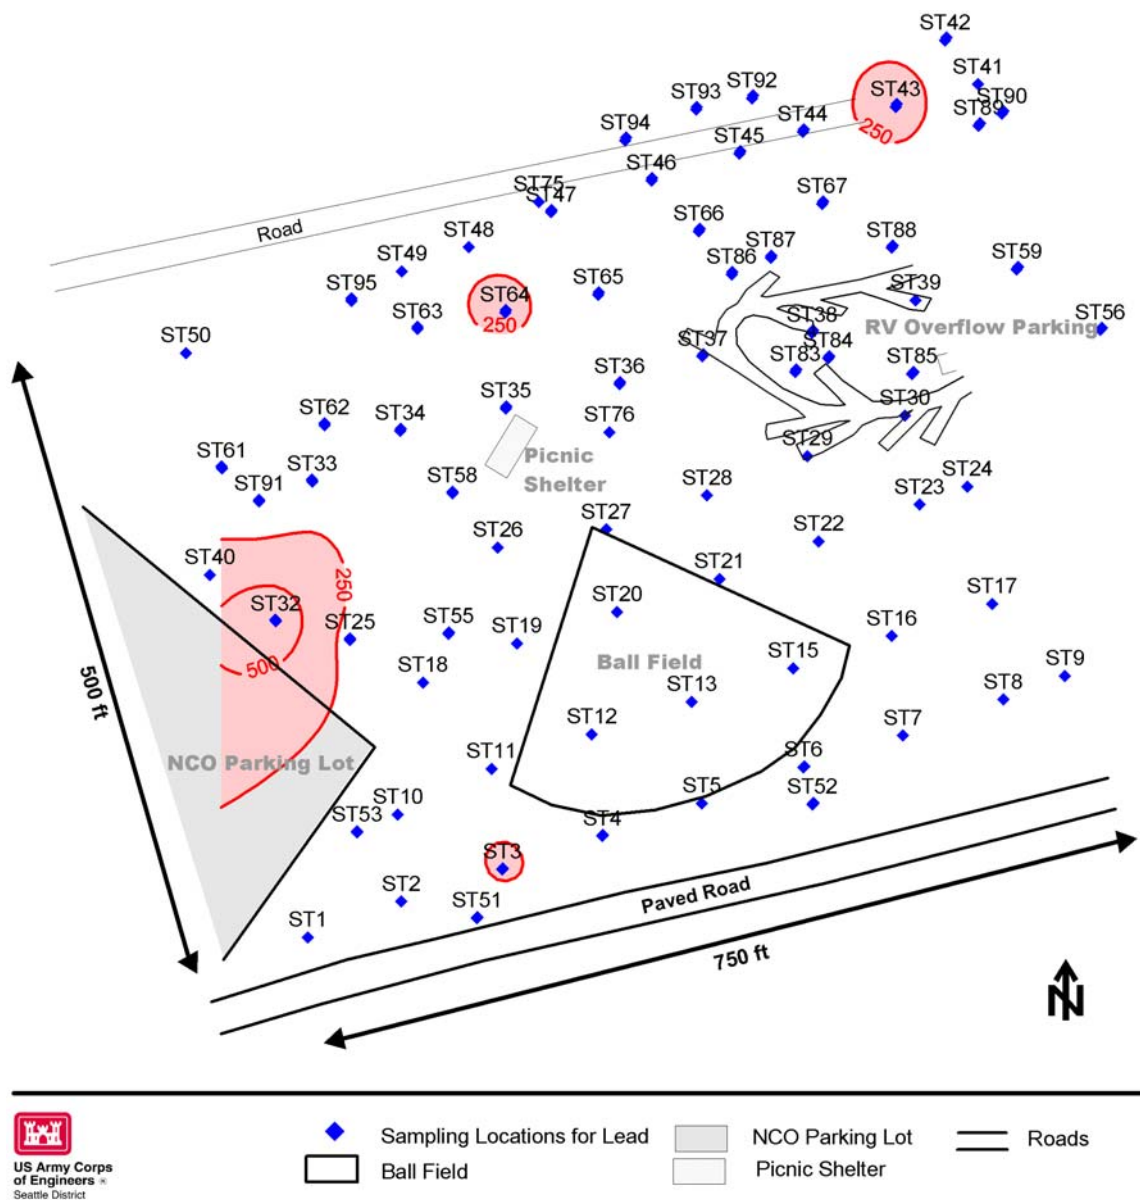 ST42
ST41
ST43
ST90
ST89
250
ST92
ST93
ST44
ST94
ST45
ST46
ST75
ST47
ST67
Road
ST48
ST66
ST88
ST49
ST87
ST86
ST59
ST95
ST65
ST64
250
ST39
ST63
ST38
ST56
RV Overflow Parking
ST50
ST37
ST84
ST83
ST85
ST36
ST35
ST30
ST62
ST34
ST76
ST29
ST61
Picnic
Shelter
ST33
ST58
ST91
ST28
ST24
ST23
ST27
ST26
ST22
ST40
250
ST21
ST32
ST25
ST20
ST17
ST55
ST19
ST16
500
500 ft
ST18
Ball Field
ST15
ST9
ST13
ST8
ST12
ST7
ST11
ST6
NCO Parking Lot
ST5
ST52
ST10
ST53
ST4
ST3
ST2
ST51
ST1
Paved Road
750 ft
N
US Army Corps
of Engineers ®
Seattle District
Sampling Locations for Lead
Ball Field
NCO Parking Lot
Picnic Shelter
Roads